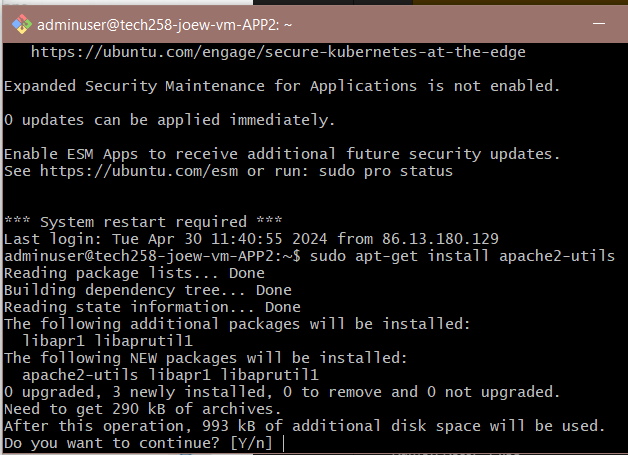 adminuser@tech258-joew-vm-APP2: ~
https://ubuntu.com/engage/secure-kubernetes-at-the-edge
Expanded Security Maintenance for Applications is not enabled.
0 updates can be applied immediately.
Enable ESM Apps to receive additional future security updates.
See https://ubuntu.com/esm or run: sudo pro status
*** System restart required ***
Last login: Tue Apr 30 11:40:55 2024 from 86.13.180.129
adminuser@tech258-joew-vm-APP2:~$ sudo apt-get install apache2-utils
Reading package lists... Done
Building dependency tree... Done
Reading state information... Done
The following additional packages will be installed:
libapr1 libaprutil1
The following NEW packages will be installed:
apache2-utils libapr1 libaprutil1
0 upgraded, 3 newly installed, 0 to remove and 0 not upgraded.
Need to get 290 kB of archives.
After this operation, 993 kB of additional disk space will be used.
Do you want to continue? [Y/n]